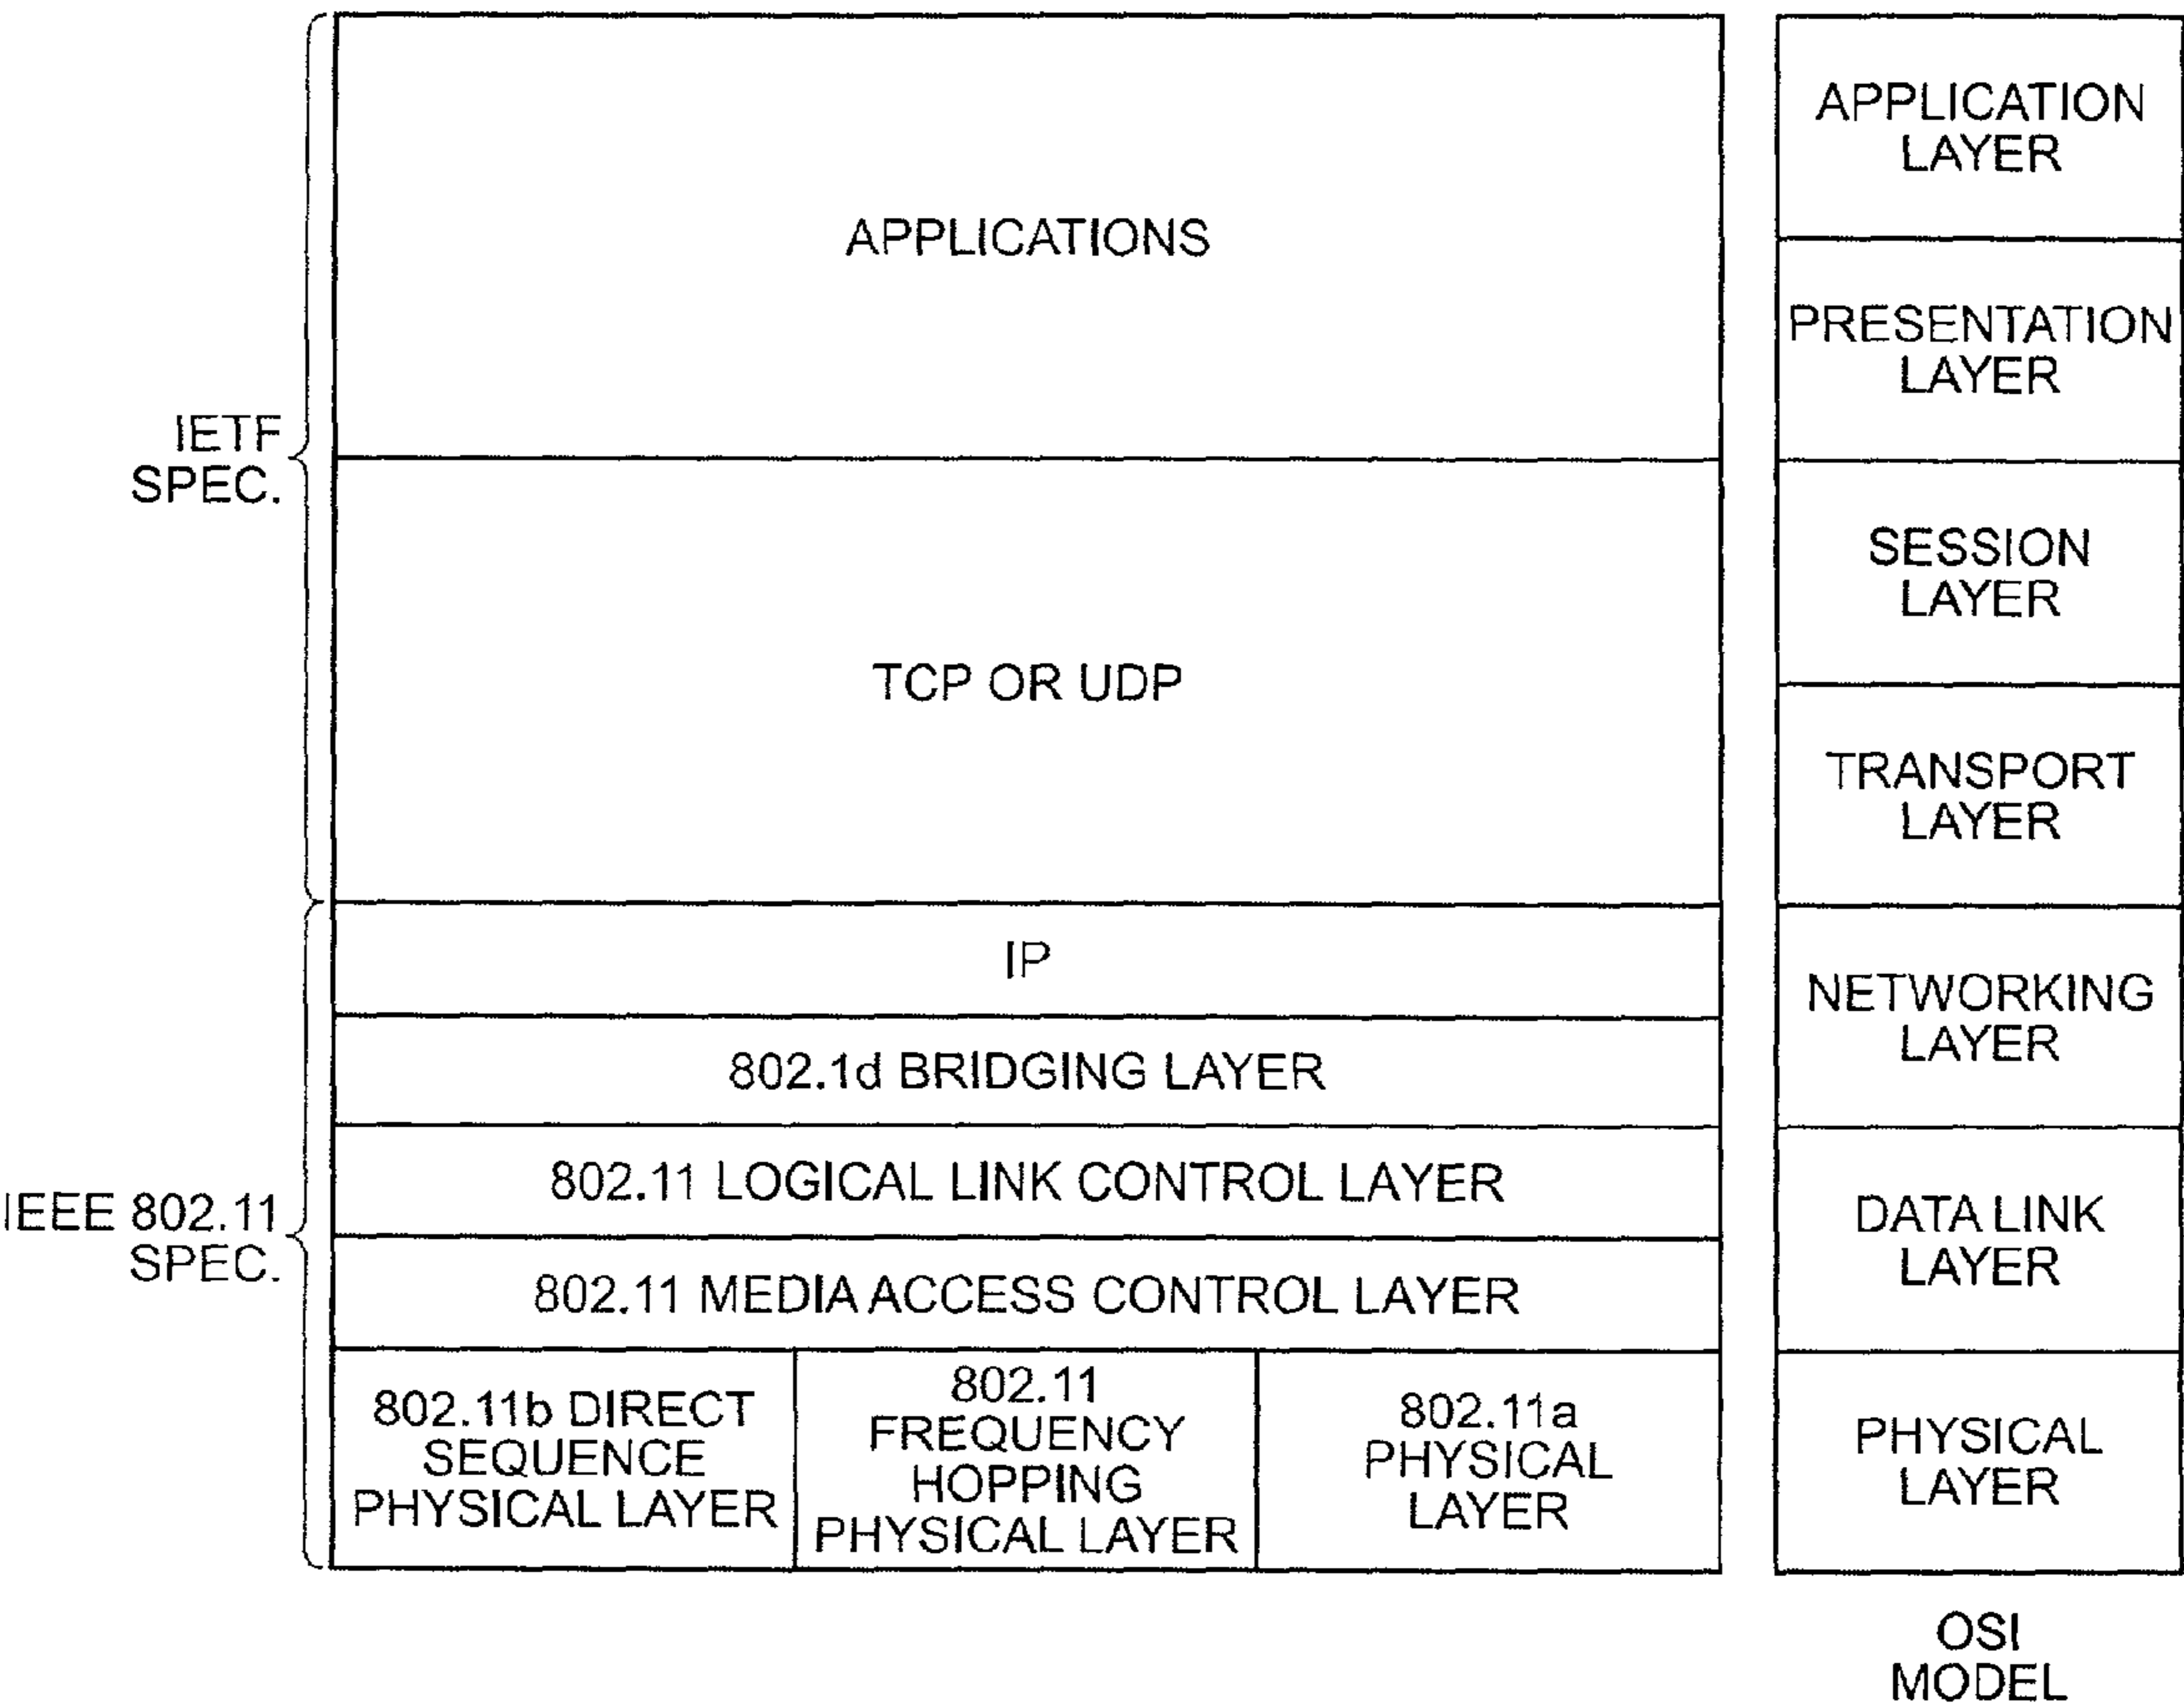 IETF
SPEC.
IEEE 802.11
SPEC.
APPLICATIONS
TCP OR UDP
IP
802.1d BRIDGING LAYER
802.11 LOGICAL LINK CONTROL LAYER
802.11 MEDIA ACCESS CONTROL LAYER
802.11b DIRECT
SEQUENCE
PHYSICAL LAYER
802.11
FREQUENCY
HOPPING
PHYSICAL LAYER
802.11a
PHYSICAL
LAYER
APPLICATION
LAYER
PRESENTATION
LAYER
SESSION
LAYER
TRANSPORT
LAYER
NETWORKING
LAYER
DATA LINK
LAYER
PHYSICAL
LAYER
OSI
MODEL